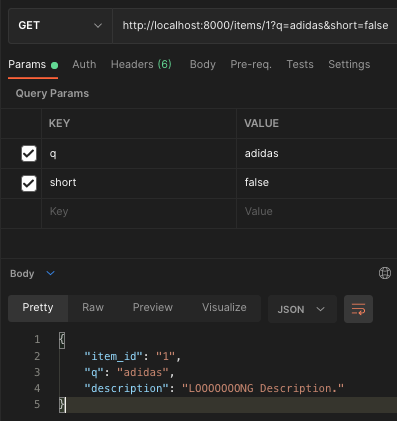 GET http://localhost:8000/items/1?q=adidas&short=false
Params Auth Headers (6) Body Pre-req. Tests Settings
Query Params
KEY VALUE
q adidas
short false
Key Value
Body
Pretty Raw Preview Visualize JSON
1 {
2 "item_id": "1",
3 "q": "adidas",
4 "description": "LOOOOOOONG Description."
5 }